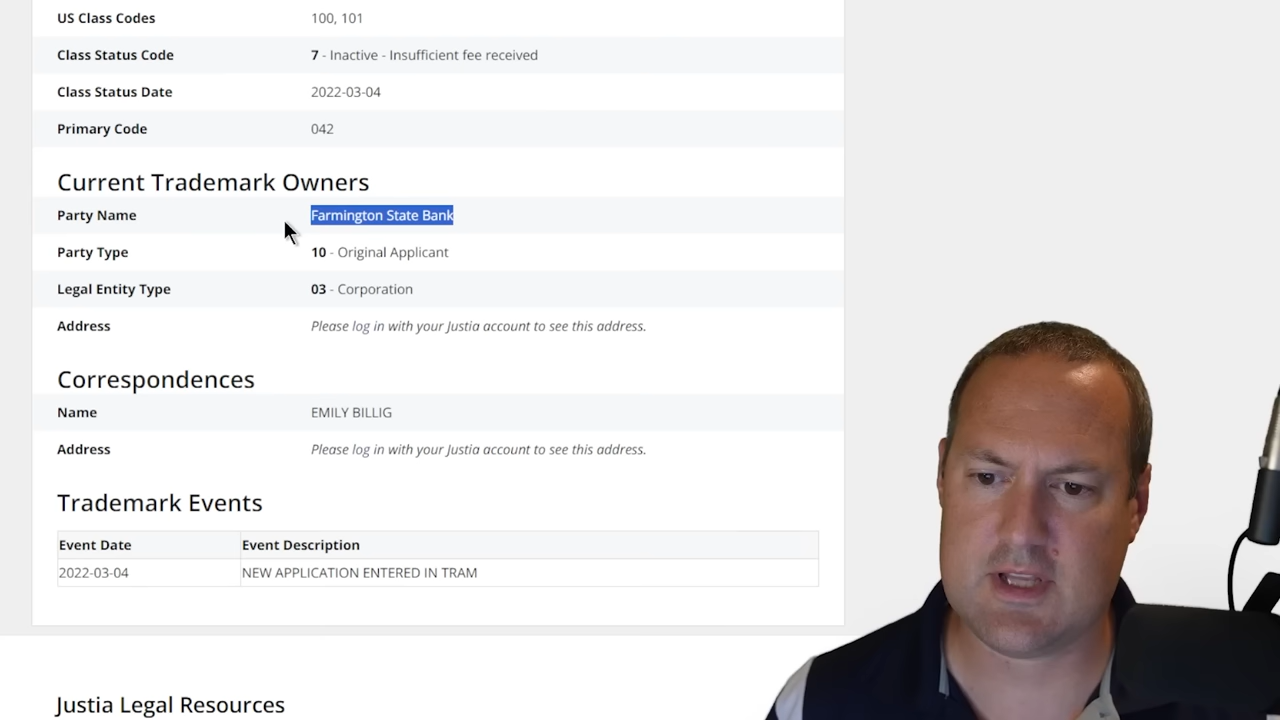 US Class Codes 100, 101
Class Status Code 7 - Inactive - Insufficient fee received
Class Status Date 2022-03-04
Primary Code 042
Current Trademark Owners
Party Name Farmington State Bank
Party Type 10 - Original Applicant
Legal Entity Type 03 - Corporation
Address Please log in with your Justia account to see this address.
Correspondences
Name EMILY BILLIG
Address Please log in with your Justia account to see this address.
Trademark Events
Event Date Event Description
2022-03-04 NEW APPLICATION ENTERED IN TRAM
Justia Legal Resources